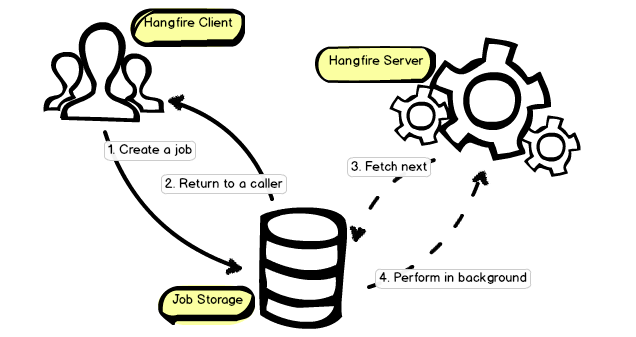 Hangfire Client
Hangfire Server
1. Create a job
3. Fetch next
2. Return to a caller
4. Perform in background
Job Storage